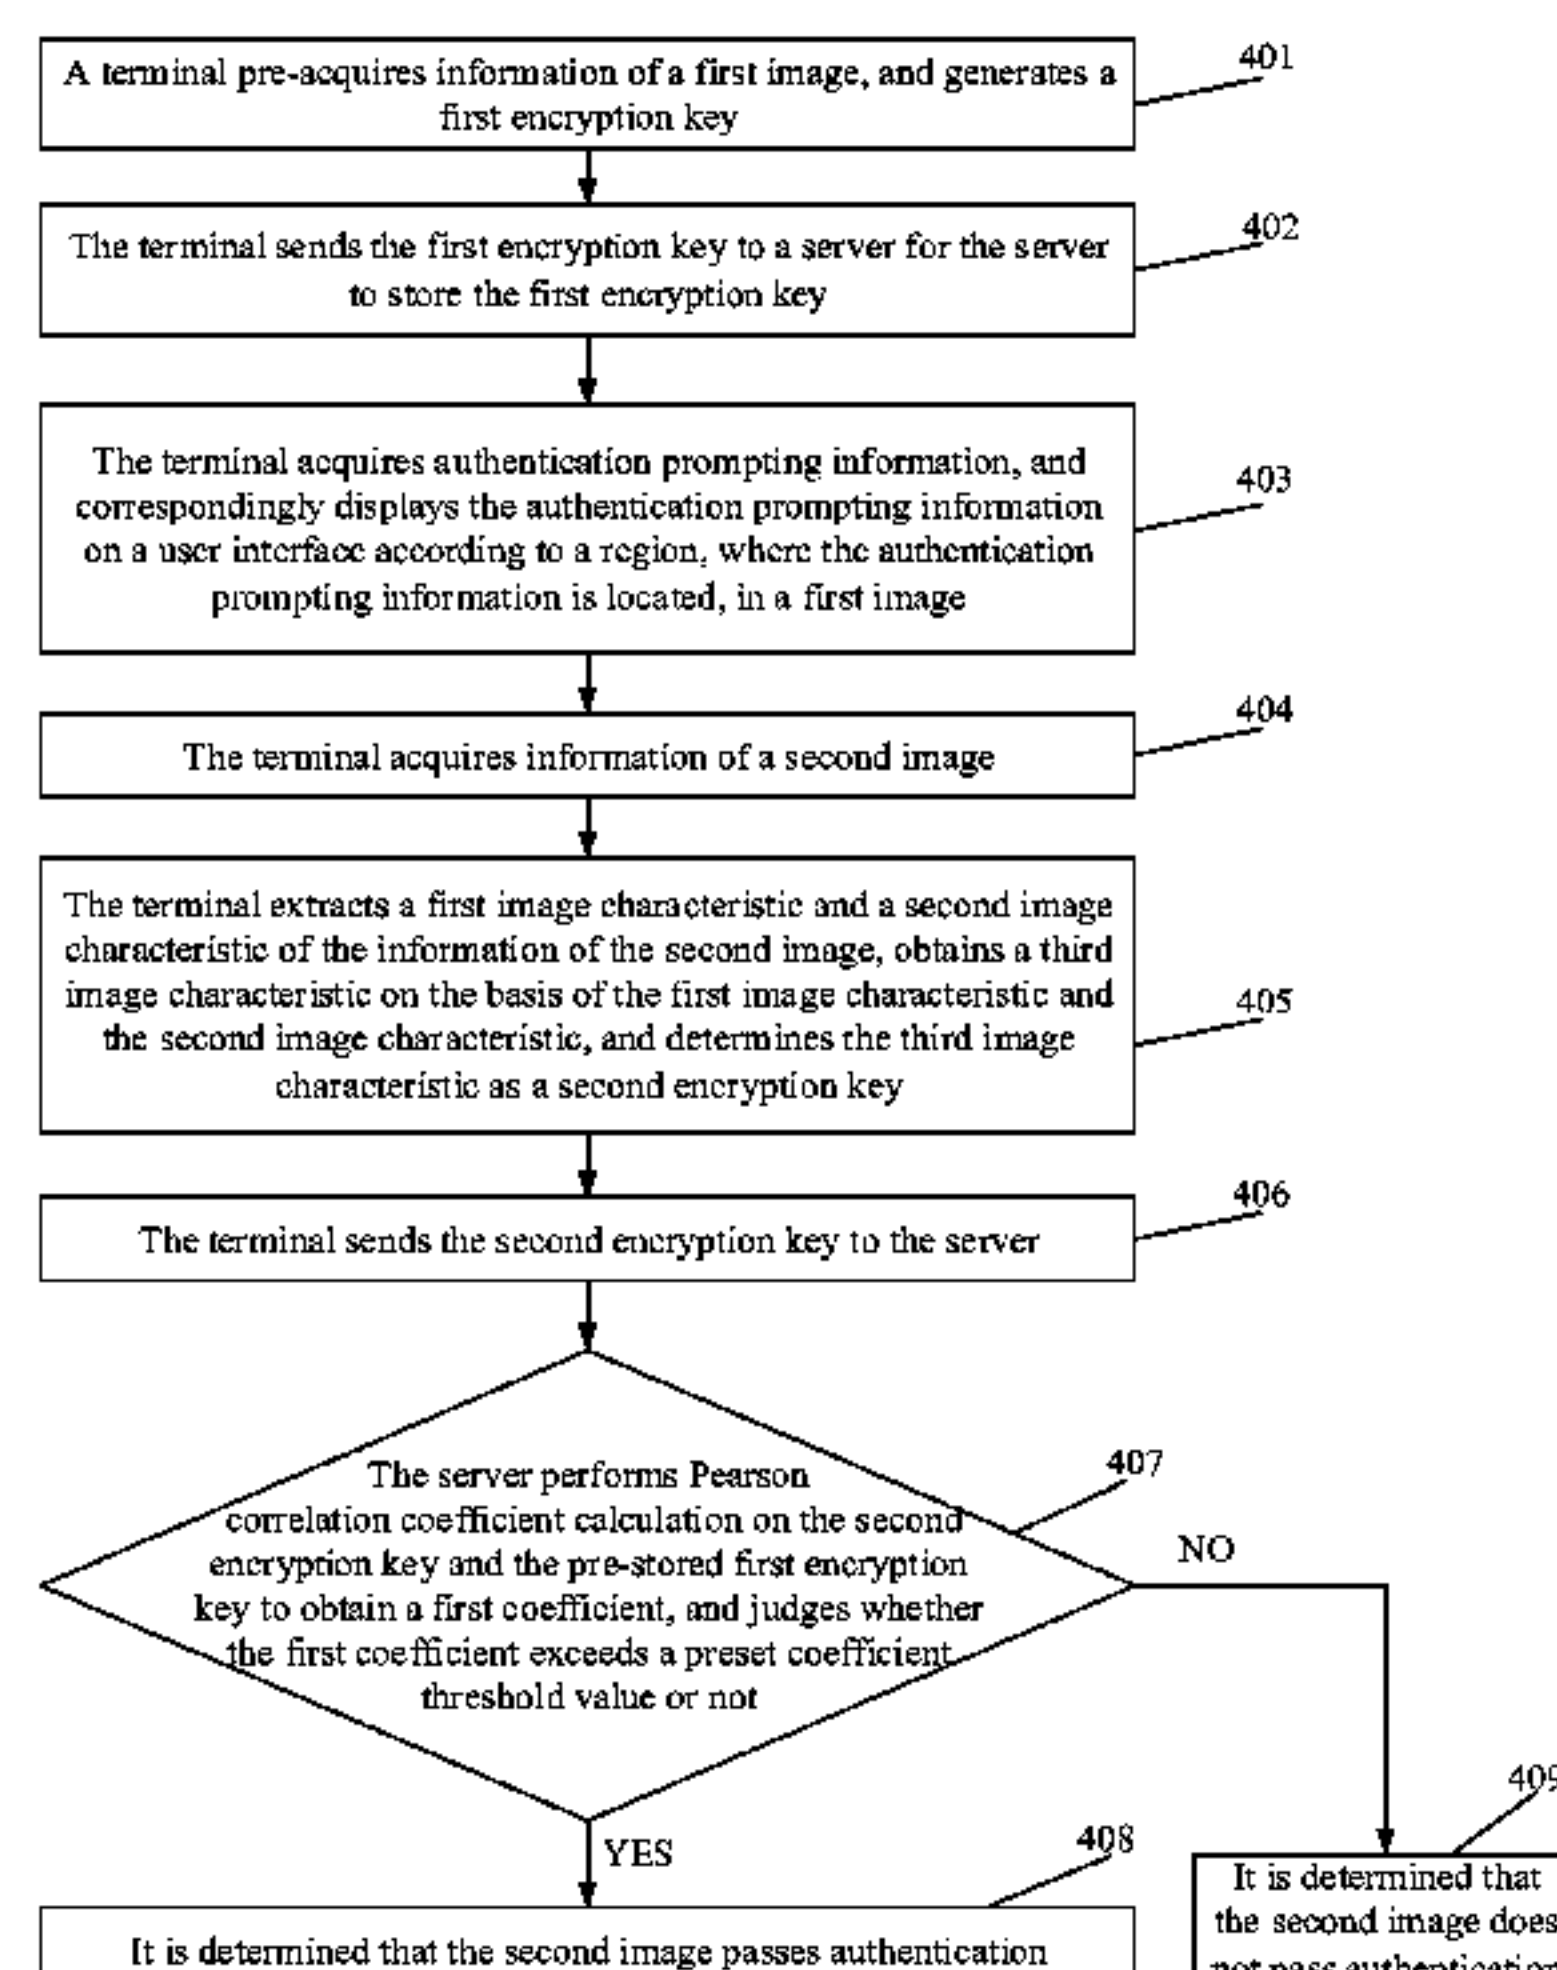 A terminal pre-acquires information of a first image, and generates a
first encryption key
401
The terminal sends the first encryption key to a server for the server
to store the first encryption key
402
The terminal acquires authentication prompting information, and
correspondingly displays the authentication prompting information
on a user interface according to a region, where the authentication
prompting information is located, in a first image
403
The terminal acquires information of a second image
404
The terminal extracts a first image characteristic and a second image
characteristic of the information of the second image, obtains a third
image characteristic on the basis of the first image characteristic and
the second image characteristic, and determines the third image
characteristic as a second encryption key
405
The terminal sends the second encryption key to the server
406
The server performs Pearson
correlation coefficient calculation on the second
encryption key and the pre-stored first encryption
key to obtain a first coefficient, and judges whether
the first coefficient exceeds a preset coefficient
threshold value or not
407
NO
YES
408
It is determined that the second image passes authentication
409
It is determined that
the second image does
not pass authentication